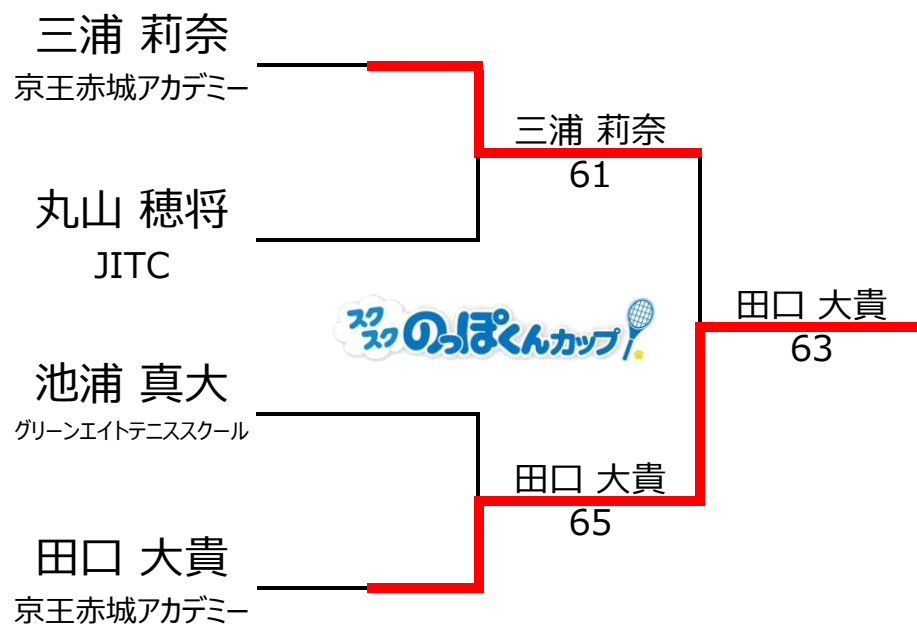 三浦 莉奈
京王赤城アカデミー
三浦 莉奈
61
丸山 穂将
JITC
スクスクのっぽくんカップ
田口 大貴
63
池浦 真大
グリーンエイトテニススクール
田口 大貴
65
田口 大貴
京王赤城アカデミー